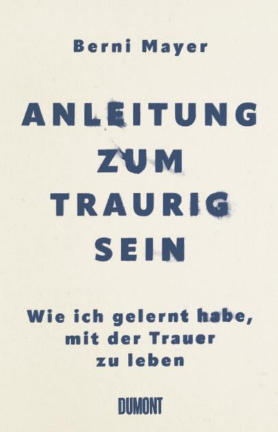 Berni Mayer
ANLEITUNG
ZUM
TRAURIG
SEIN
Wie ich gelernt habe,
mit der Trauer
zu leben
DUMONT